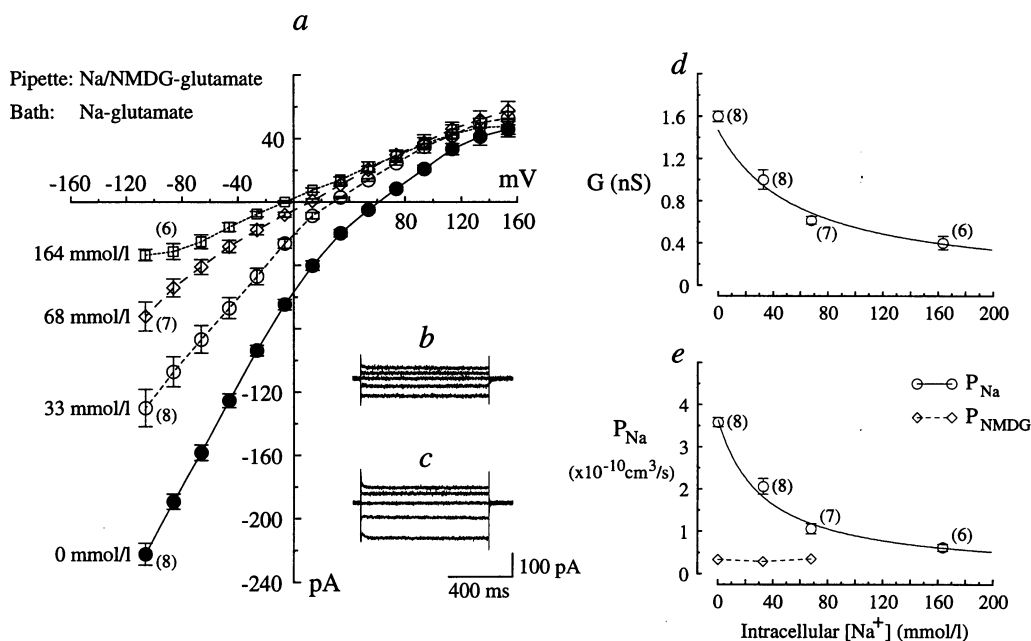 a
Pipette: Na/NMDG-glutamate
Bath: Na-glutamate
40
mV
-160 -120 -80 -40
40 80 120 160
(6)
164 mmol/l
68 mmol/l
(7)
33 mmol/l
(8)
0 mmol/l
(8)
-120
-160
-200
-240
pA
b
c
100 pA
400 ms
d
G (nS)
1.6
1.2
0.8
0.4
0
(8)
(8)
(7)
(6)
0 40 80 120 160 200
e
P_Na
(x10^-10 cm^3/s)
4
3
2
1
0
(8)
(8)
(7)
(6)
P_Na
P_NMDG
0 40 80 120 160 200
Intracellular [Na^+] (mmol/l)